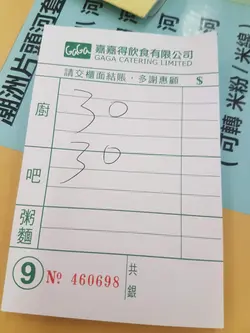 GaGa 嘉嘉得飲食有限公司
GAGA CATERING LIMITED
請交櫃面結賬 · 多謝惠顧 $
廚 30
吧 30
粥麵
9 № 460698 共銀
潮洲片頭河
(可轉 米粉 / 米